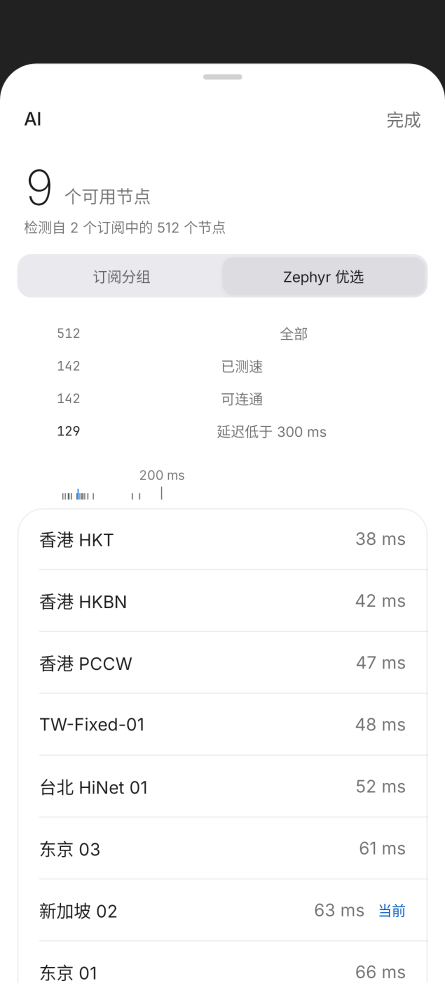 AI 完成
9 个可用节点
检测自 2 个订阅中的 512 个节点
订阅分组 Zephyr 优选
512 全部
142 已测速
142 可连通
129 延迟低于 300 ms
200 ms
香港 HKT 38 ms
香港 HKBN 42 ms
香港 PCCW 47 ms
TW-Fixed-01 48 ms
台北 HiNet 01 52 ms
东京 03 61 ms
新加坡 02 63 ms 当前
东京 01 66 ms